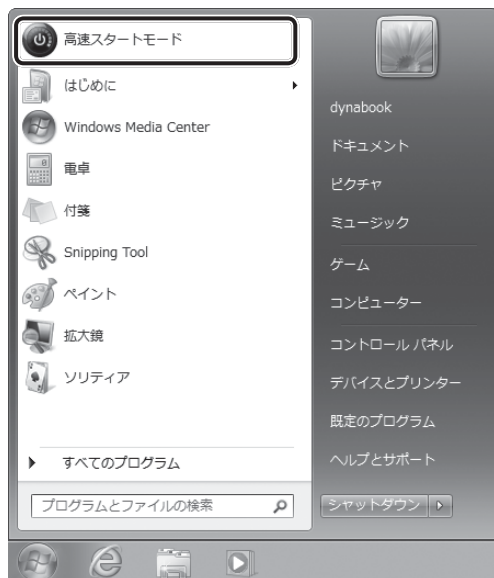 高速スタートモード
はじめに
Windows Media Center
電卓
付箋
Snipping Tool
ペイント
拡大鏡
ソリティア
すべてのプログラム
プログラムとファイルの検索
dynabook
ドキュメント
ピクチャ
ミュージック
ゲーム
コンピューター
コントロール パネル
デバイスとプリンター
既定のプログラム
ヘルプとサポート
シャットダウン